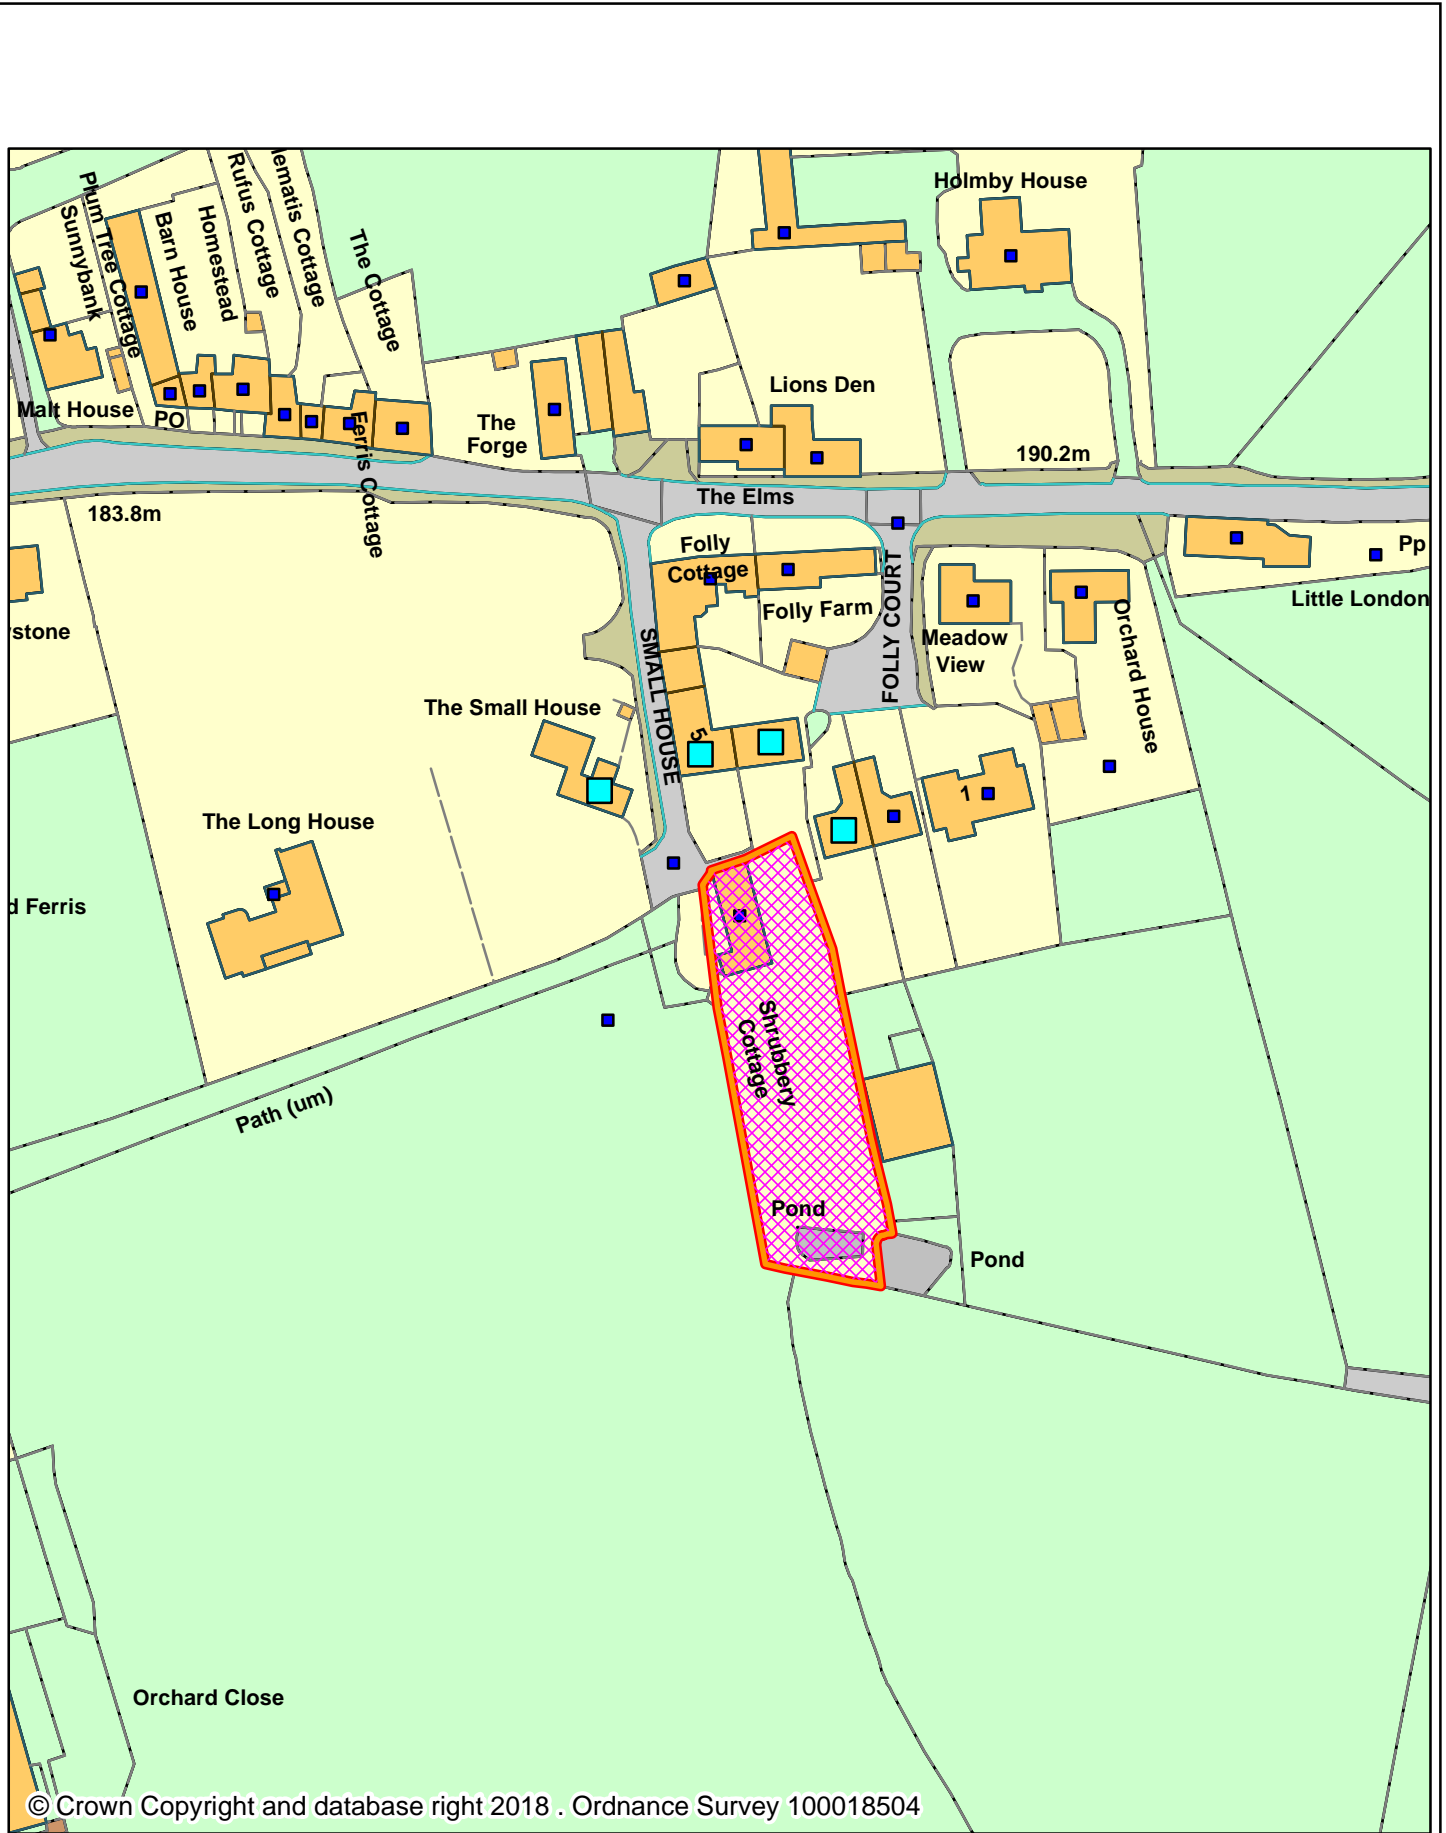 Holmby House
Plum Tree Cottage
Sunnybank
Barn House
Homestead
Rufus Cottage
lematis Cottage
The Cottage
Lions Den
Malt House
PO
The
Forge
Ferris Cottage
190.2m
The Elms
183.8m
Folly
Cottage
Folly Farm
FOLLY COURT
Pp
Little London
Meadow
View
Orchard House
ystone
SMALL HOUSE
The Small House
5
1
The Long House
d Ferris
Shrubbery
Cottage
Path (um)
Pond
Pond
Orchard Close
© Crown Copyright and database right 2018 . Ordnance Survey 100018504